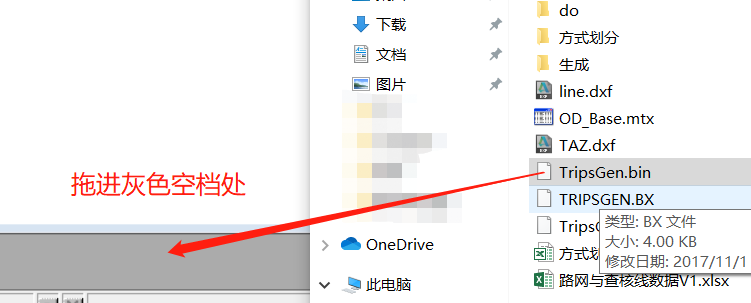 do
下载
方式划分
文档
生成
图片
line.dxf
OD_Base.mtx
TAZ.dxf
拖进灰色空档处
TripsGen.bin
TRIPSGEN.BX
类型: BX 文件
大小: 4.00 KB
修改日期: 2017/11/1
OneDrive
方式划
此电脑
路网与查核线数据V1.xlsx